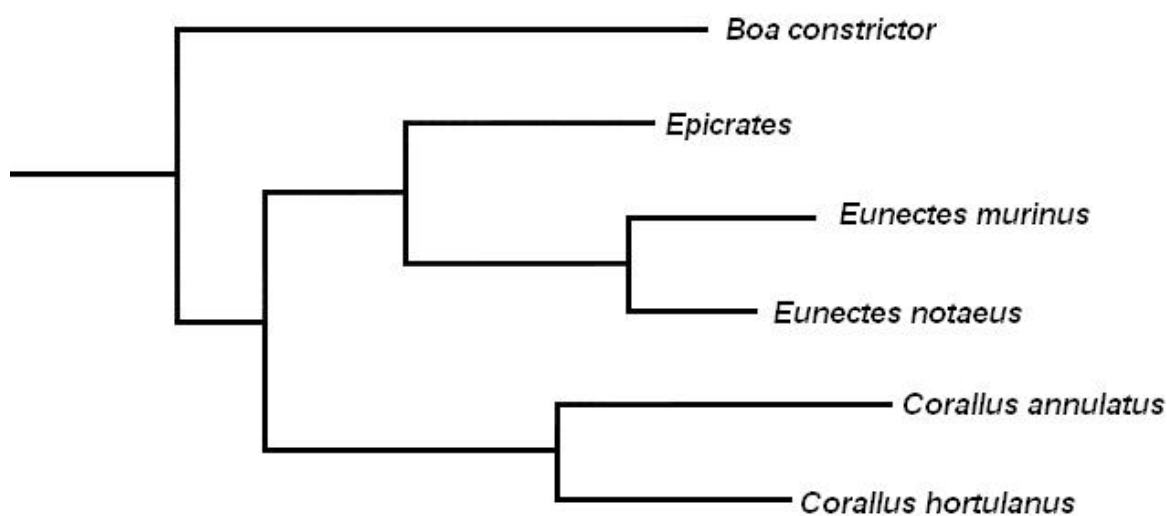 Boa constrictor
Epicrates
Eunectes murinus
Eunectes notaeus
Corallus annulatus
Corallus hortulanus